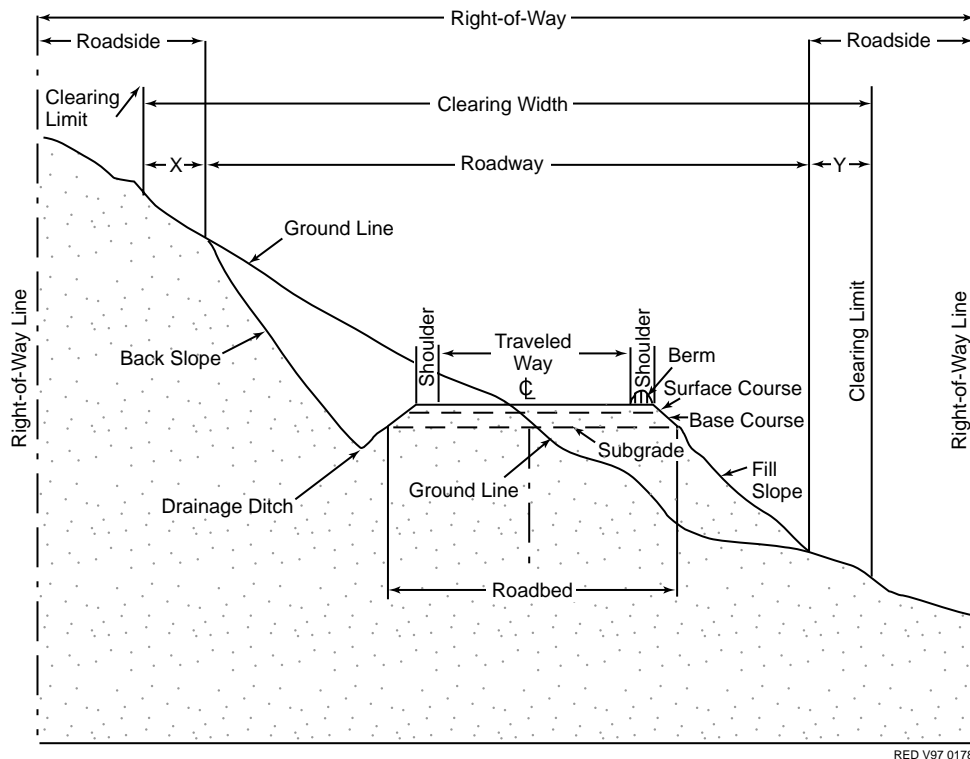 Right-of-Way
Roadside
Roadside
Clearing
Limit
Clearing Width
X
Roadway
Y
Ground Line
Right-of-Way Line
Back Slope
Shoulder
Traveled
Way
℄
Shoulder
Berm
Surface Course
Base Course
Clearing Limit
Right-of-Way Line
Subgrade
Ground Line
Fill
Slope
Drainage Ditch
Roadbed
RED V97 0178